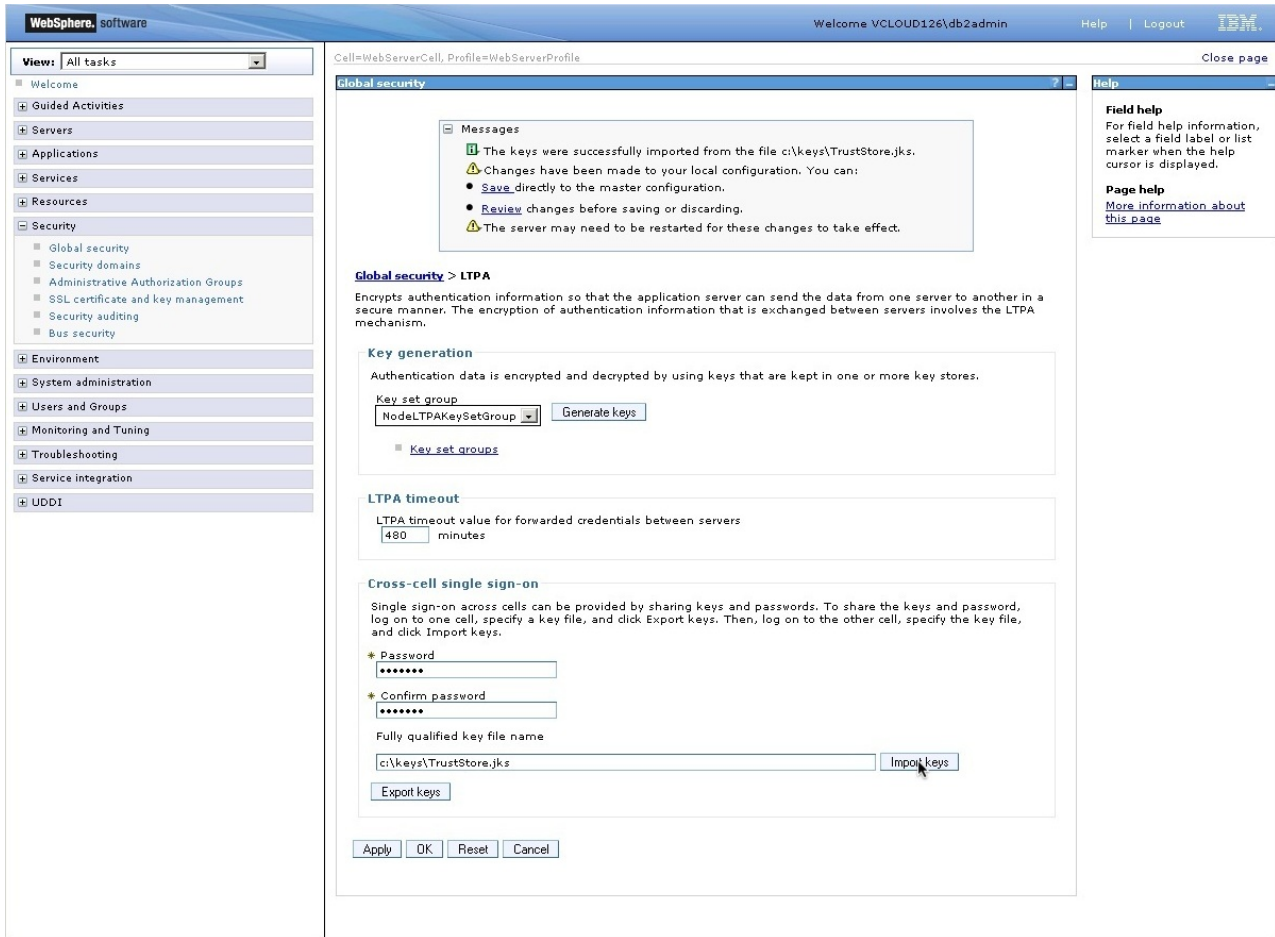 WebSphere. software
Welcome VCLOUD126\db2admin
Help | Logout
IBM.
View: All tasks
Welcome
Guided Activities
Servers
Applications
Services
Resources
Security
Global security
Security domains
Administrative Authorization Groups
SSL certificate and key management
Security auditing
Bus security
Environment
System administration
Users and Groups
Monitoring and Tuning
Troubleshooting
Service integration
UDDI
Cell=WebServerCell, Profile=WebServerProfile
Close page
Global security
?
Messages
The keys were successfully imported from the file c:\keys\TrustStore.jks.
Changes have been made to your local configuration. You can:
Save directly to the master configuration.
Review changes before saving or discarding.
The server may need to be restarted for these changes to take effect.
Global security > LTPA
Encrypts authentication information so that the application server can send the data from one server to another in a
secure manner. The encryption of authentication information that is exchanged between servers involves the LTPA
mechanism.
Key generation
Authentication data is encrypted and decrypted by using keys that are kept in one or more key stores.
Key set group
NodeLTPAKeySetGroup
Generate keys
Key set groups
LTPA timeout
LTPA timeout value for forwarded credentials between servers
480 minutes
Cross-cell single sign-on
Single sign-on across cells can be provided by sharing keys and passwords. To share the keys and password,
log on to one cell, specify a key file, and click Export keys. Then, log on to the other cell, specify the key file,
and click Import keys.
* Password
•••••••
* Confirm password
•••••••
Fully qualified key file name
c:\keys\TrustStore.jks
Import keys
Export keys
Apply OK Reset Cancel
Help
Field help
For field help information,
select a field label or list
marker when the help
cursor is displayed.
Page help
More information about
this page